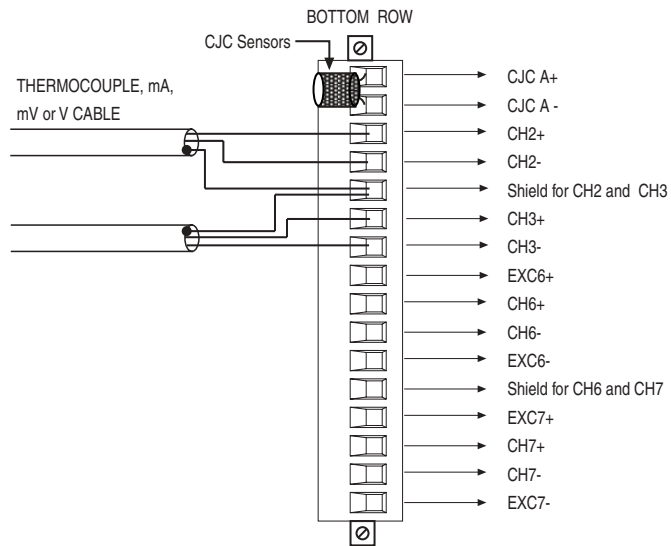 BOTTOM ROW
CJC Sensors
THERMOCOUPLE, mA,
mV or V CABLE
CJC A+
CJC A -
CH2+
CH2-
Shield for CH2 and CH3
CH3+
CH3-
EXC6+
CH6+
CH6-
EXC6-
Shield for CH6 and CH7
EXC7+
CH7+
CH7-
EXC7-